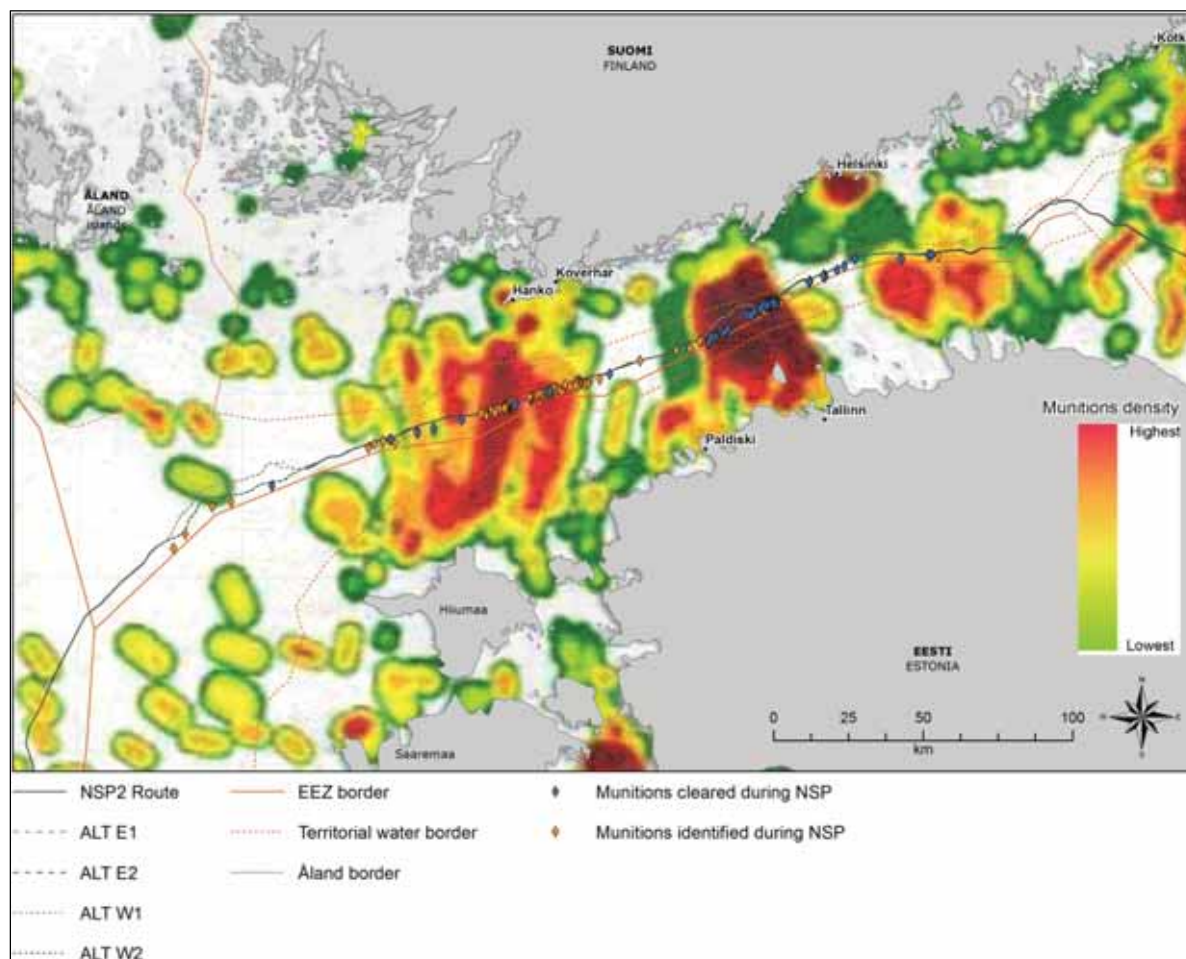 SUOMI
FINLAND
Kotk
Helsinki
ÅLAND
ÅLAND
islands
Koverhar
Hanko
Tallinn
Paldiski
Munitions density
Highest
Lowest
Hiiumaa
EESTI
ESTONIA
Saaremaa
0 25 50 100
km
N
S
NSP2 Route
EEZ border
Munitions cleared during NSP
ALT E1
Territorial water border
Munitions identified during NSP
ALT E2
Åland border
ALT W1
ALT W2